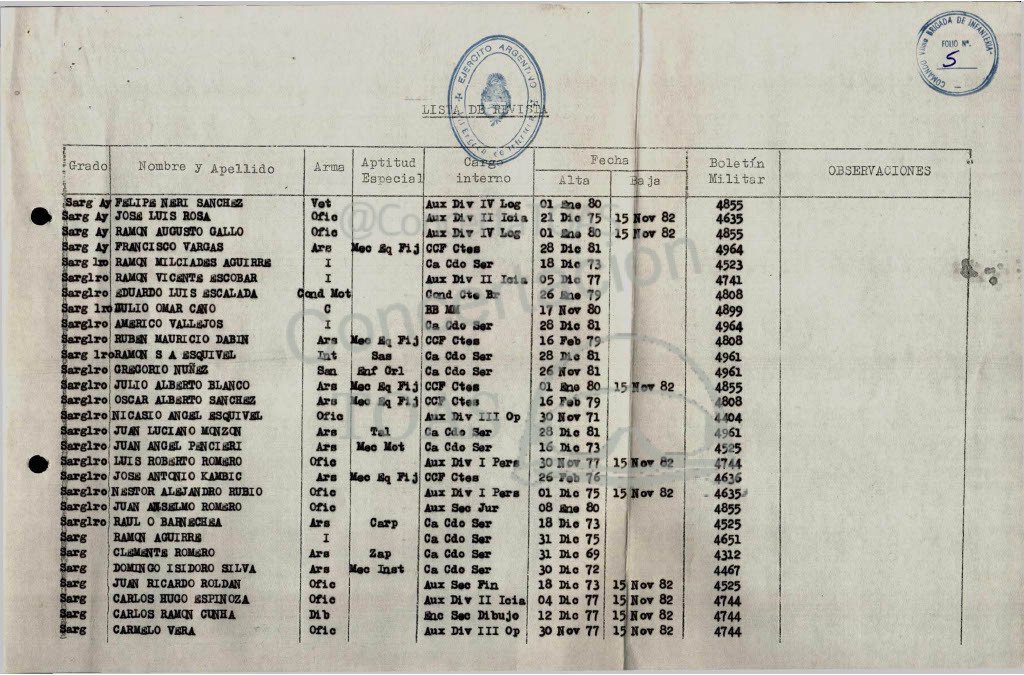 COMANDO VIIma BRIGADA DE INFANTERIA
FOLIO Nº.
5
EJERCITO ARGENTINO
LISTA DE REVISTA
Grado Nombre y Apellido Arma Aptitud Especial Cargo interno Fecha Alta Baja Boletín Militar OBSERVACIONES
Sarg Ay FELIPE NERI SANCHEZ Vet Aux Div IV Log 01 Ene 80 4855
Sarg Ay JOSE LUIS ROSA Ofic Aux Div II Icia 21 Dic 75 15 Nov 82 4635
Sarg Ay RAMON AUGUSTO GALLO Ofic Aux Div IV Log 01 Ene 80 15 Nov 82 4855
Sarg Ay FRANCISCO VARGAS Ars Mec Eq Fij CCF Ctes 28 Dic 81 4964
Sarg 1ro RAMON MILCIADES AGUIRRE I Ca Cdo Ser 18 Dic 73 4523
Sarg1ro RAMON VICENTE ESCOBAR I Aux Div II Icia 05 Dic 77 4741
Sarg1ro EDUARDO LUIS ESCALADA Cond Mot Cond Cte Br 26 Ene 79 4808
Sarg 1ro JULIO OMAR CANO C BB MM 17 Nov 80 4899
Sarg1ro AMERICO VALLEJOS I Ca Cdo Ser 28 Dic 81 4964
Sarg1ro RUBEN MAURICIO DABIN Ars Mec Eq Fij CCF Ctes 16 Feb 79 4808
Sarg 1ro RAMON S A ESQUIVEL Int Sas Ca Cdo Ser 28 Dic 81 4961
Sarg1ro GREGORIO NUÑEZ San Enf Grl Ca Cdo Ser 26 Nov 81 4961
Sarg1ro JULIO ALBERTO BLANCO Ars Mec Eq Fij CCF Ctes 01 Ene 80 15 Nov 82 4855
Sarg1ro OSCAR ALBERTO SANCHEZ Ars Mec Eq Fij CCF Ctes 16 Feb 79 4808
Sarg1ro NICASIO ANGEL ESQUIVEL Ofic Aux Div III Op 30 Nov 71 4404
Sarg1ro JUAN LUCIANO MONZON Ars Tal Ca Cdo Ser 28 Dic 81 4961
Sarg1ro JUAN ANGEL PENCIERI Ars Mec Mot Ca Cdo Ser 16 Dic 73 4525
Sarg1ro LUIS ROBERTO ROMERO Ofic Aux Div I Pers 30 Nov 77 15 Nov 82 4744
Sarg1ro JOSE ANTONIO KAMBIC Ars Mec Eq Fij CCF Ctes 26 Feb 76 4636
Sarg1ro NESTOR ALEJANDRO RUBIO Ofic Aux Div I Pers 01 Dic 75 15 Nov 82 4635
Sarg1ro JUAN ANSELMO ROMERO Ofic Aux Sec Jur 08 Ene 80 4855
Sarg1ro RAUL O BARNECHEA Ars Carp Ca Cdo Ser 18 Dic 73 4525
Sarg RAMON AGUIRRE I Ca Cdo Ser 31 Dic 75 4651
Sarg CLEMENTE ROMERO Ars Zap Ca Cdo Ser 31 Dic 69 4312
Sarg DOMINGO ISIDORO SILVA Ars Mec Inst Ca Cdo Ser 30 Dic 72 4467
Sarg JUAN RICARDO ROLDAN Ofic Aux Sec Fin 18 Dic 73 15 Nov 82 4525
Sarg CARLOS HUGO ESPINOZA Ofic Aux Div II Icia 04 Dic 77 15 Nov 82 4744
Sarg CARLOS RAMON CUNHA Dib Enc Sec Dibujo 12 Dic 77 15 Nov 82 4744
Sarg CARMELO VERA Ofic Aux Div III Op 30 Nov 77 15 Nov 82 4744